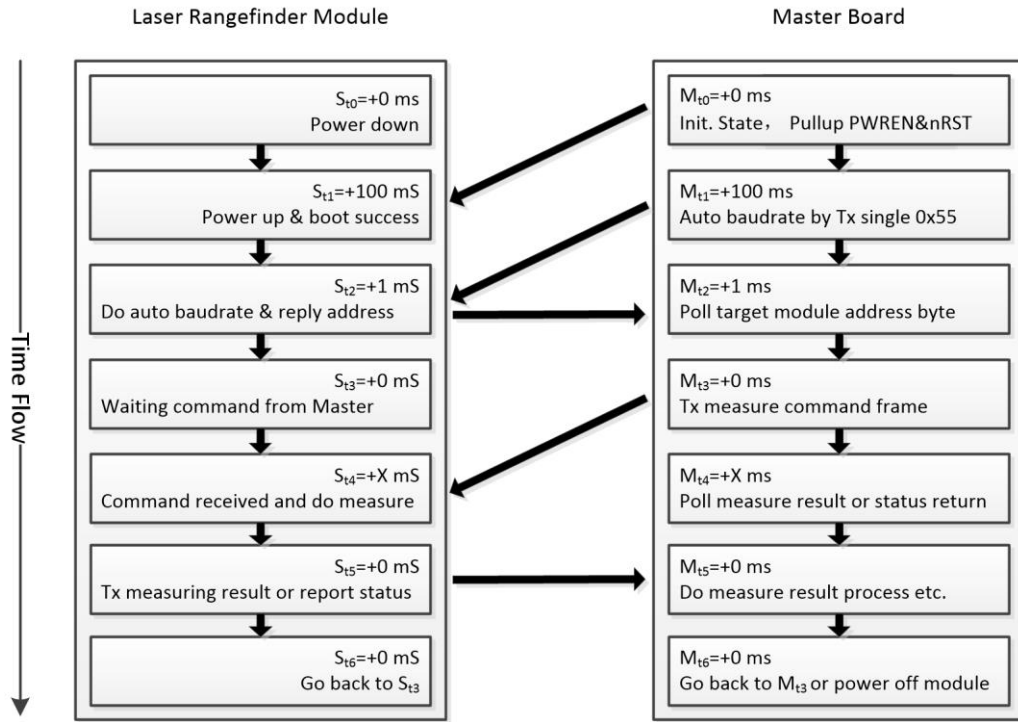 Laser Rangefinder Module
Master Board
Time Flow
St0=+0 ms
Power down
St1=+100 mS
Power up & boot success
St2=+1 mS
Do auto baudrate & reply address
St3=+0 mS
Waiting command from Master
St4=+X mS
Command received and do measure
St5=+0 mS
Tx measuring result or report status
St6=+0 mS
Go back to St3
Mt0=+0 ms
Init. State， Pullup PWREN&nRST
Mt1=+100 ms
Auto baudrate by Tx single 0x55
Mt2=+1 ms
Poll target module address byte
Mt3=+0 ms
Tx measure command frame
Mt4=+X ms
Poll measure result or status return
Mt5=+0 ms
Do measure result process etc.
Mt6=+0 ms
Go back to Mt3 or power off module